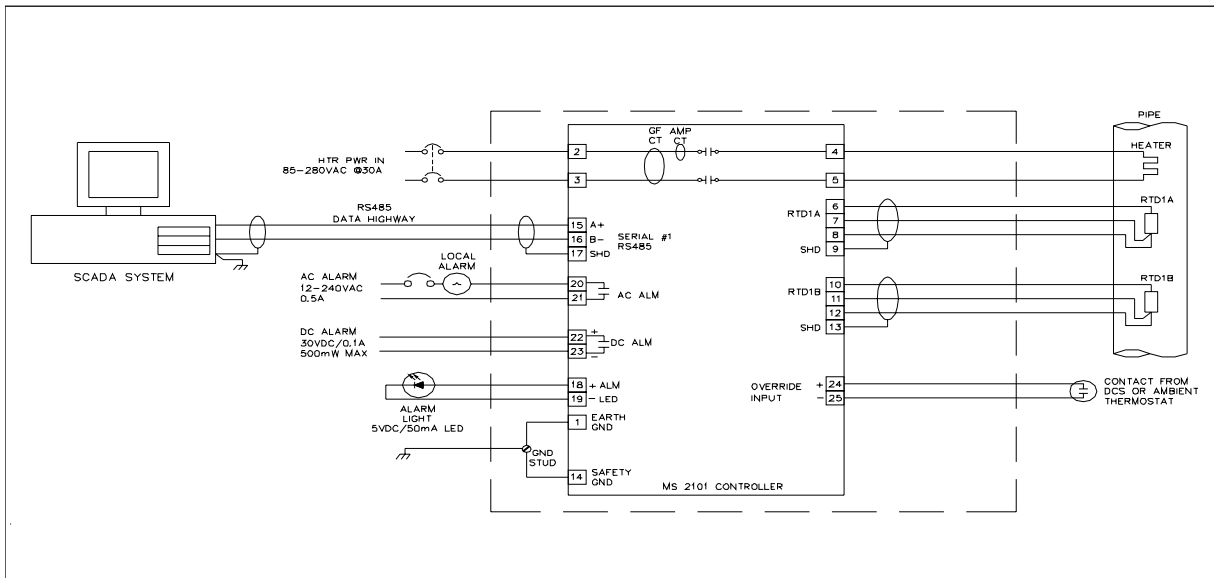 PIPE
HEATER
GF AMP
CT CT
2
4
HTR PWR IN
85-280VAC @30A
3
5
RTD1A
RTD1A
6
7
8
SHD 9
RS485
DATA HIGHWAY
15 A+
16 B-
17 SHD
SERIAL #1
RS485
SCADA SYSTEM
LOCAL
ALARM
AC ALARM
12-240VAC
0.5A
20
21
AC ALM
RTD1B
RTD1B
10
11
12
SHD 13
DC ALARM
30VDC/0.1A
500mW MAX
22 +
23 -
DC ALM
18 + ALM
19 - LED
ALARM
LIGHT
5VDC/50mA LED
OVERRIDE
INPUT
+ 24
- 25
CONTACT FROM
DCS OR AMBIENT
THERMOSTAT
1 EARTH
GND
GND
STUD
14 SAFETY
GND
MS 2101 CONTROLLER